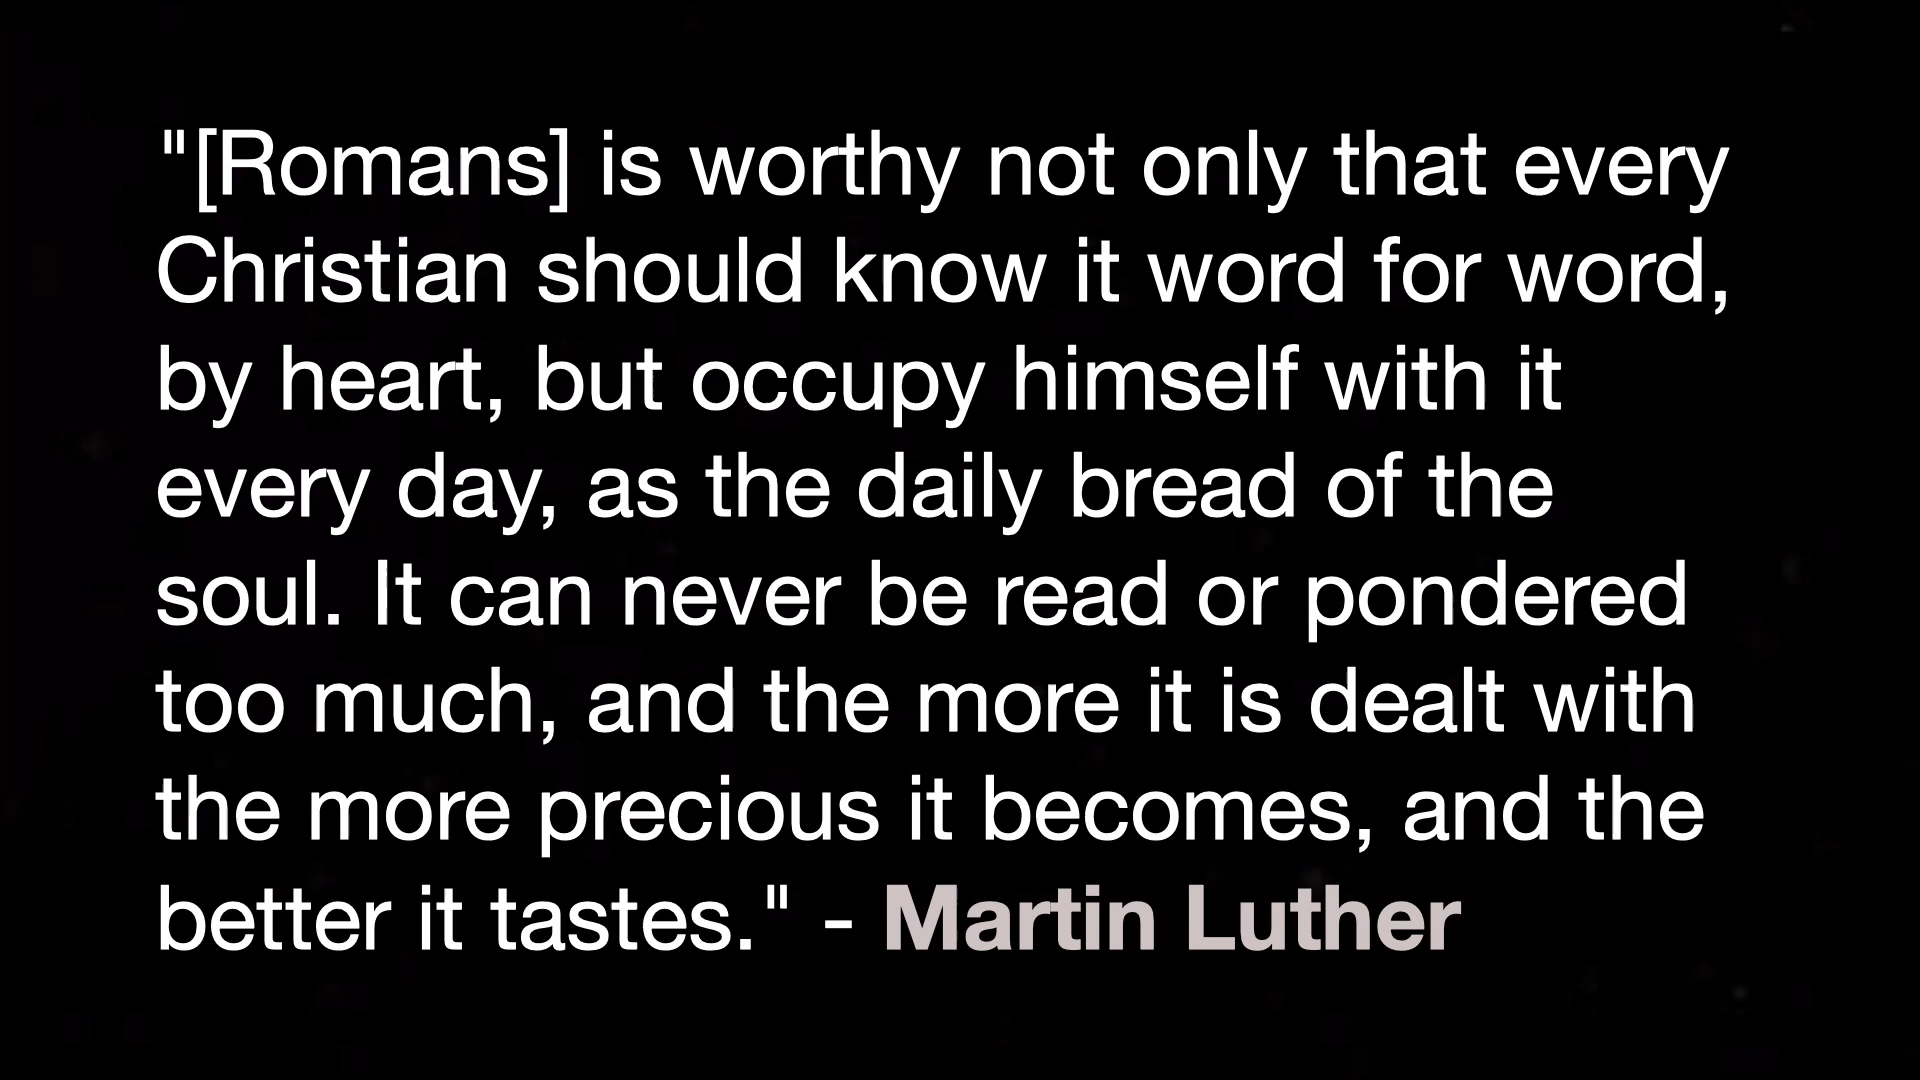 "[Romans] is worthy not only that every
Christian should know it word for word,
by heart, but occupy himself with it
every day, as the daily bread of the
soul. It can never be read or pondered
too much, and the more it is dealt with
the more precious it becomes, and the
better it tastes." - Martin Luther